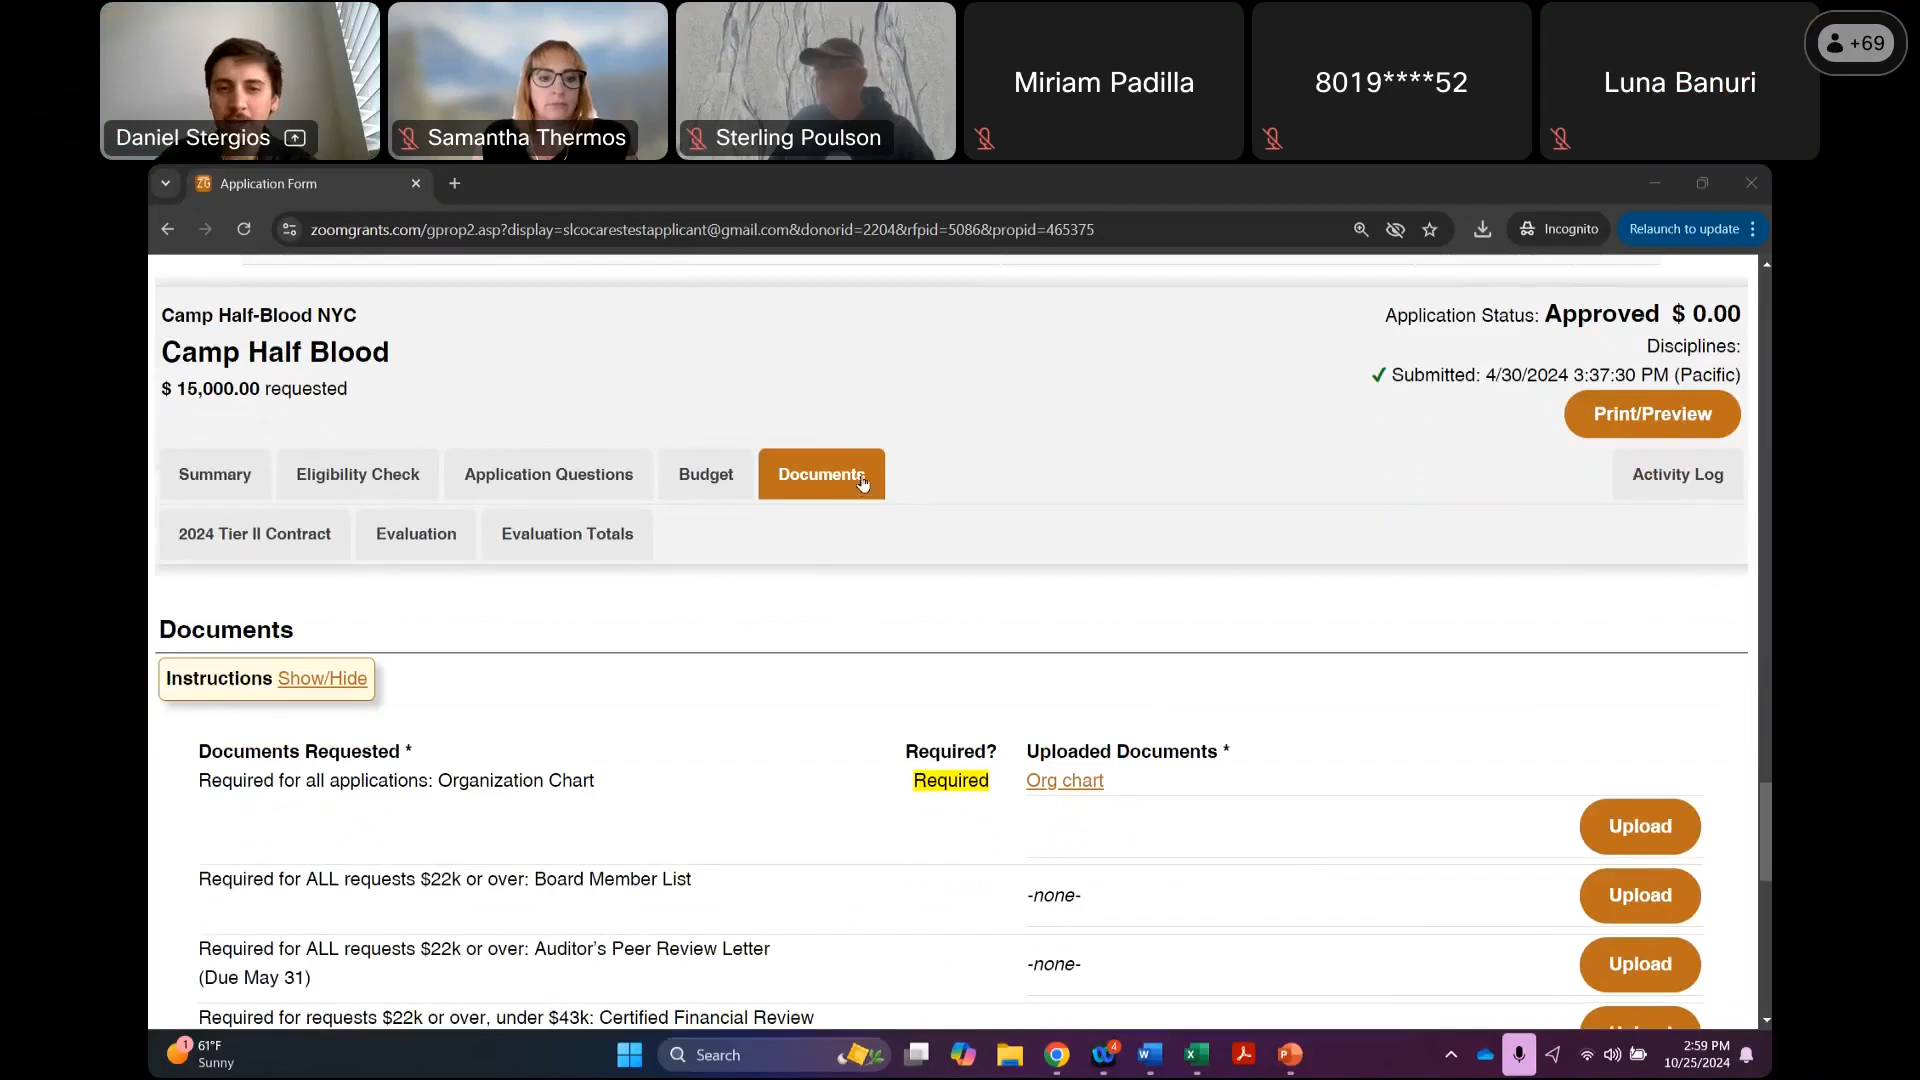 Daniel Stergios
Samantha Thermos
Sterling Poulson
Miriam Padilla
8019****52
Luna Banuri
+69
ZG Application Form
zoomgrants.com/gprop2.asp?display=slcocarestestapplicant@gmail.com&donorid=2204&rfpid=5086&propid=465375
Incognito
Relaunch to update
Camp Half-Blood NYC
Camp Half Blood
$ 15,000.00 requested
Application Status: Approved $ 0.00
Disciplines:
✓ Submitted: 4/30/2024 3:37:30 PM (Pacific)
Print/Preview
Summary
Eligibility Check
Application Questions
Budget
Documents
Activity Log
2024 Tier II Contract
Evaluation
Evaluation Totals
Documents
Instructions Show/Hide
Documents Requested *
Required?
Uploaded Documents *
Required for all applications: Organization Chart
Required
Org chart
Upload
Required for ALL requests $22k or over: Board Member List
-none-
Upload
Required for ALL requests $22k or over: Auditor's Peer Review Letter
(Due May 31)
-none-
Upload
Required for requests $22k or over, under $43k: Certified Financial Review
1
61°F
Sunny
Search
4
2:59 PM
10/25/2024